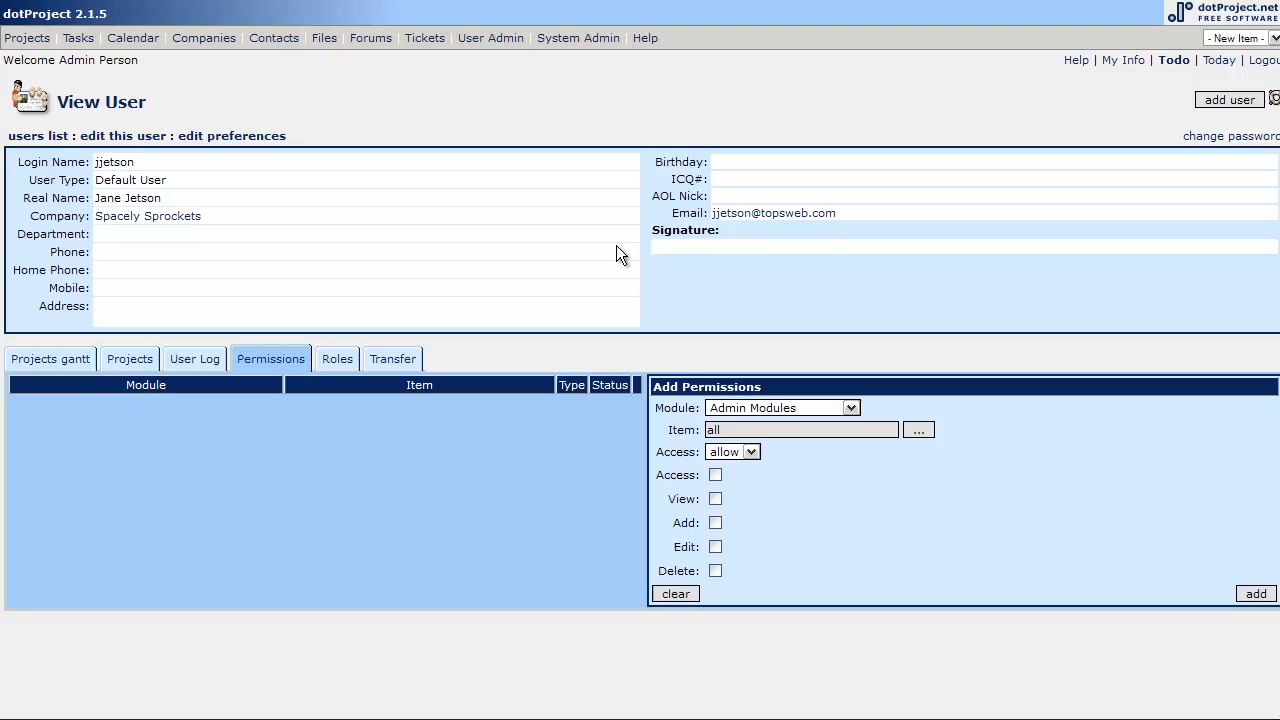 dotProject 2.1.5
dotProject.net
FREE SOFTWARE
Projects Tasks Calendar Companies Contacts Files Forums Tickets User Admin System Admin Help
- New Item -
Welcome Admin Person
Help | My Info | Todo | Today | Logou
View User
add user
users list : edit this user : edit preferences
change password
Login Name: jjetson
User Type: Default User
Real Name: Jane Jetson
Company: Spacely Sprockets
Department:
Phone:
Home Phone:
Mobile:
Address:
Birthday:
ICQ#:
AOL Nick:
Email: jjetson@topsweb.com
Signature:
Projects gantt Projects User Log Permissions Roles Transfer
Module Item Type Status
Add Permissions
Module: Admin Modules
Item: all ...
Access: allow
Access:
View:
Add:
Edit:
Delete:
clear add